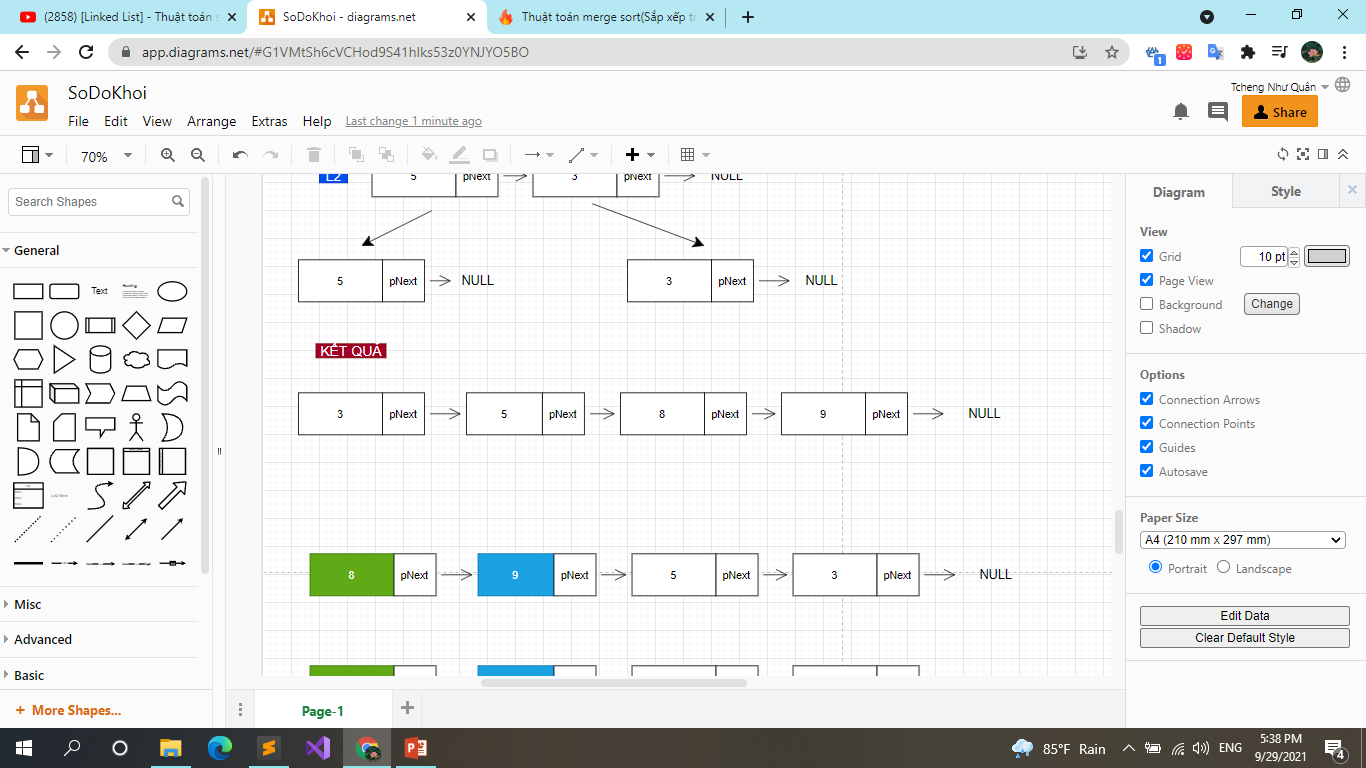 (2858) [Linked List] - Thuật toán s
SoDoKhoi - diagrams.net
Thuật toán merge sort(Sắp xếp t
app.diagrams.net/#G1VMtSh6cVCHod9S41hIks53z0YNJYO5BO
1
SoDoKhoi
Tcheng Như Quân
File Edit View Arrange Extras Help Last change 1 minute ago
Share
70%
Search Shapes
General
Text
Heading
List Item
Misc
Advanced
Basic
+ More Shapes...
L2 5 pNext 3 pNext NULL
5 pNext NULL 3 pNext NULL
KẾT QUẢ
3 pNext 5 pNext 8 pNext 9 pNext NULL
8 pNext 9 pNext 5 pNext 3 pNext NULL
Page-1
Diagram Style
View
Grid 10 pt
Page View
Background Change
Shadow
Options
Connection Arrows
Connection Points
Guides
Autosave
Paper Size
A4 (210 mm x 297 mm)
Portrait Landscape
Edit Data
Clear Default Style
85°F Rain ENG 5:38 PM
9/29/2021 4